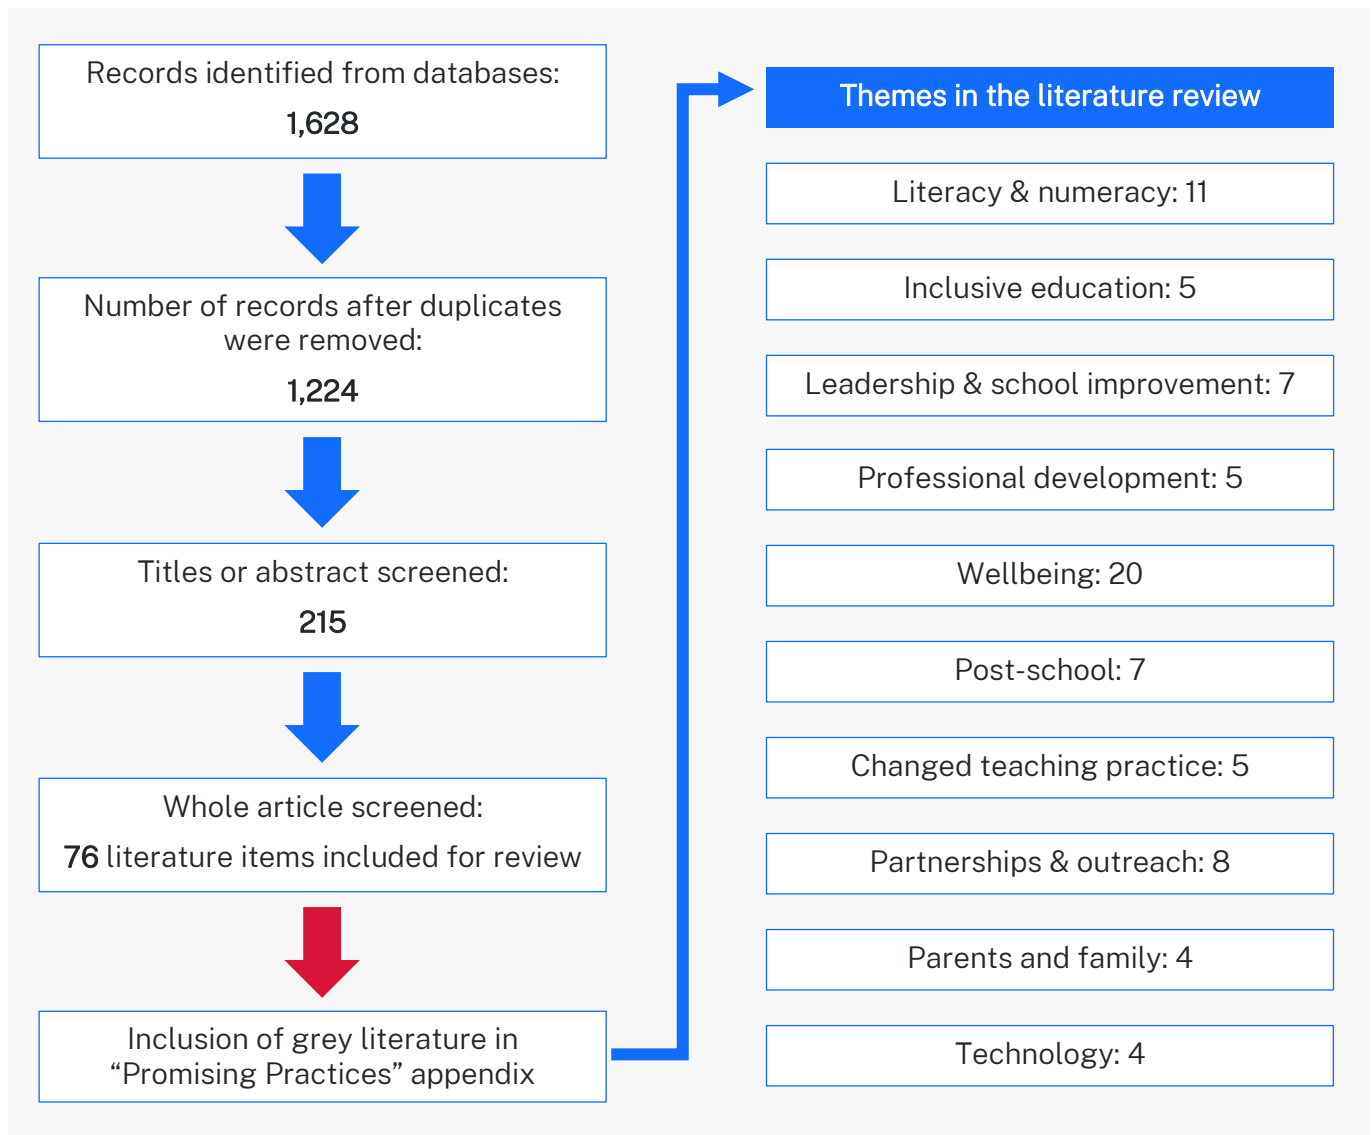 Records identified from databases:
1,628
Number of records after duplicates
were removed:
1,224
Titles or abstract screened:
215
Whole article screened:
76 literature items included for review
Inclusion of grey literature in
“Promising Practices” appendix
Themes in the literature review
Literacy & numeracy: 11
Inclusive education: 5
Leadership & school improvement: 7
Professional development: 5
Wellbeing: 20
Post-school: 7
Changed teaching practice: 5
Partnerships & outreach: 8
Parents and family: 4
Technology: 4